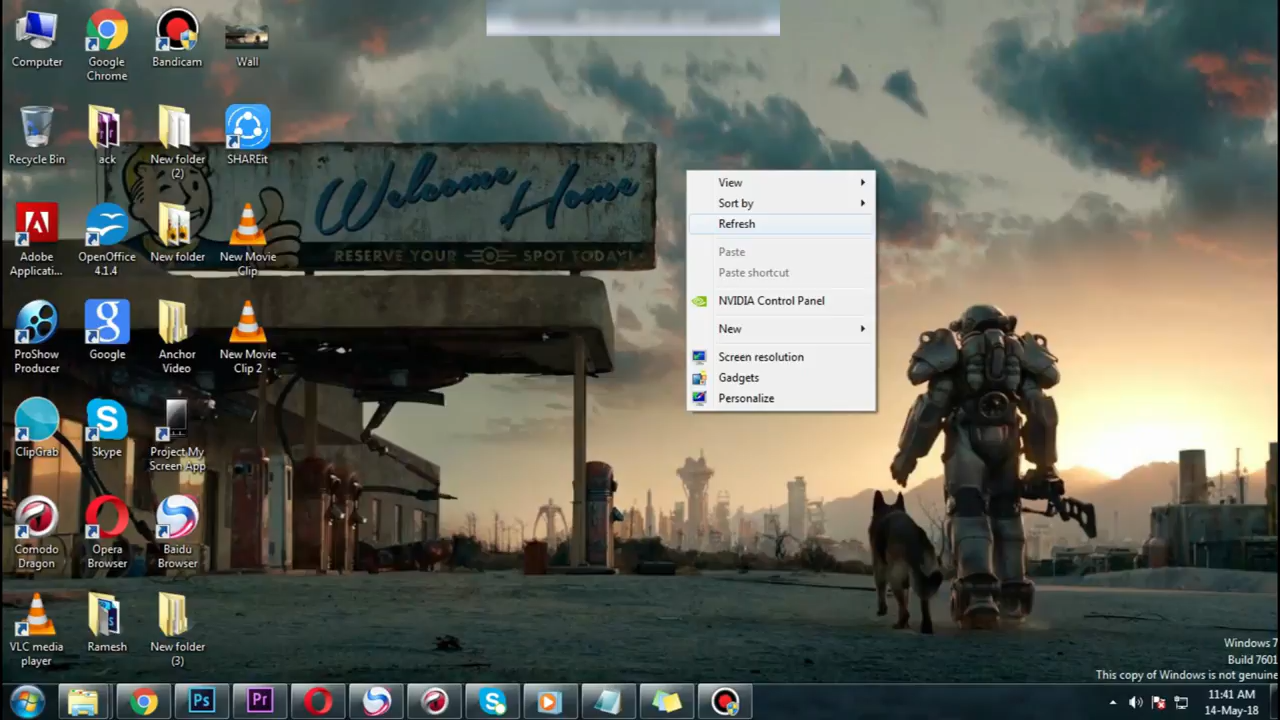 Computer
Google
Chrome
Bandicam
Wall
Recycle Bin
ack
New folder
(2)
SHAREit
Adobe
Applicati...
OpenOffice
4.1.4
New folder
New Movie
Clip
ProShow
Producer
Google
Anchor
Video
New Movie
Clip 2
ClipGrab
Skype
Project My
Screen App
Comodo
Dragon
Opera
Browser
Baidu
Browser
VLC media
player
Ramesh
New folder
(3)
Welcome Home
RESERVE YOUR SPOT TODAY!
View
Sort by
Refresh
Paste
Paste shortcut
NVIDIA Control Panel
New
Screen resolution
Gadgets
Personalize
Windows 7
Build 7601
This copy of Windows is not genuine
Ps
Pr
11:41 AM
14-May-18